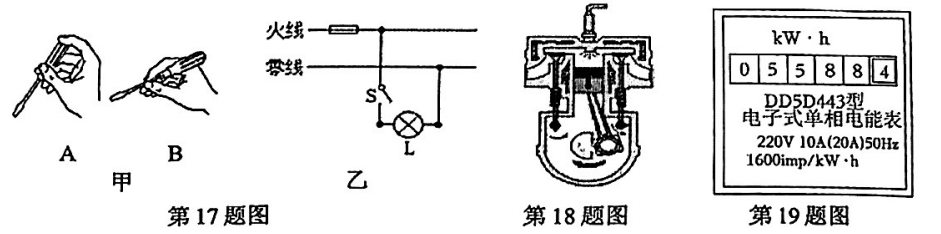 A
B
甲
火线
零线
S
L
乙
第17题图
第18题图
kW·h
0 5 5 8 8 4
DD5D443型
电子式单相电能表
220V 10A(20A)50Hz
1600imp/kW·h
第19题图